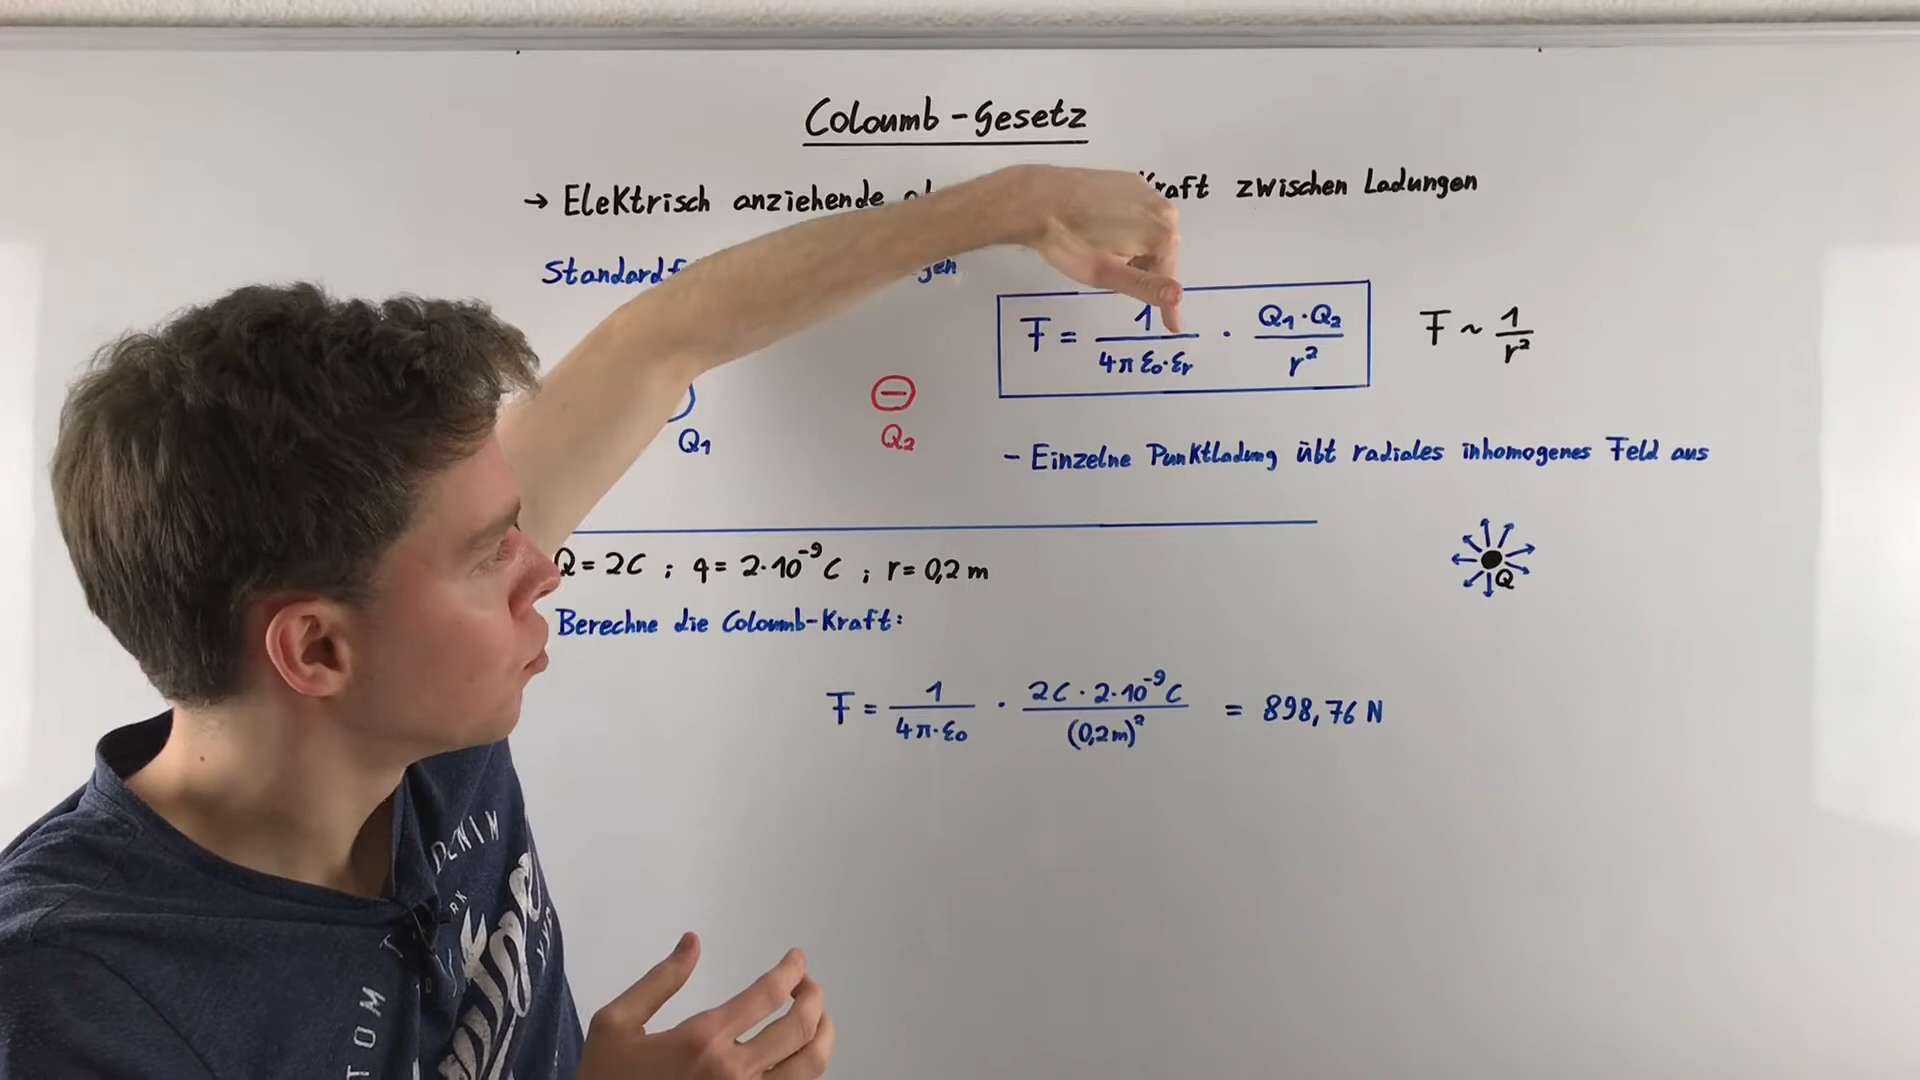 Coloumb - Gesetz
→ Elektrisch anziehende Kraft zwischen Ladungen
F = 1/(4π ε₀·εᵣ) · (Q₁·Q₂)/r²
F ~ 1/r²
Q₁
−
Q₂
- Einzelne Punktladung übt radiales inhomogenes Feld aus
Q
Q = 2C ; q = 2·10⁻⁹ C ; r = 0,2 m
Berechne die Coloumb-Kraft:
F = 1/(4π·ε₀) · (2C · 2·10⁻⁹ C)/(0,2m)² = 898,76 N
DENIM